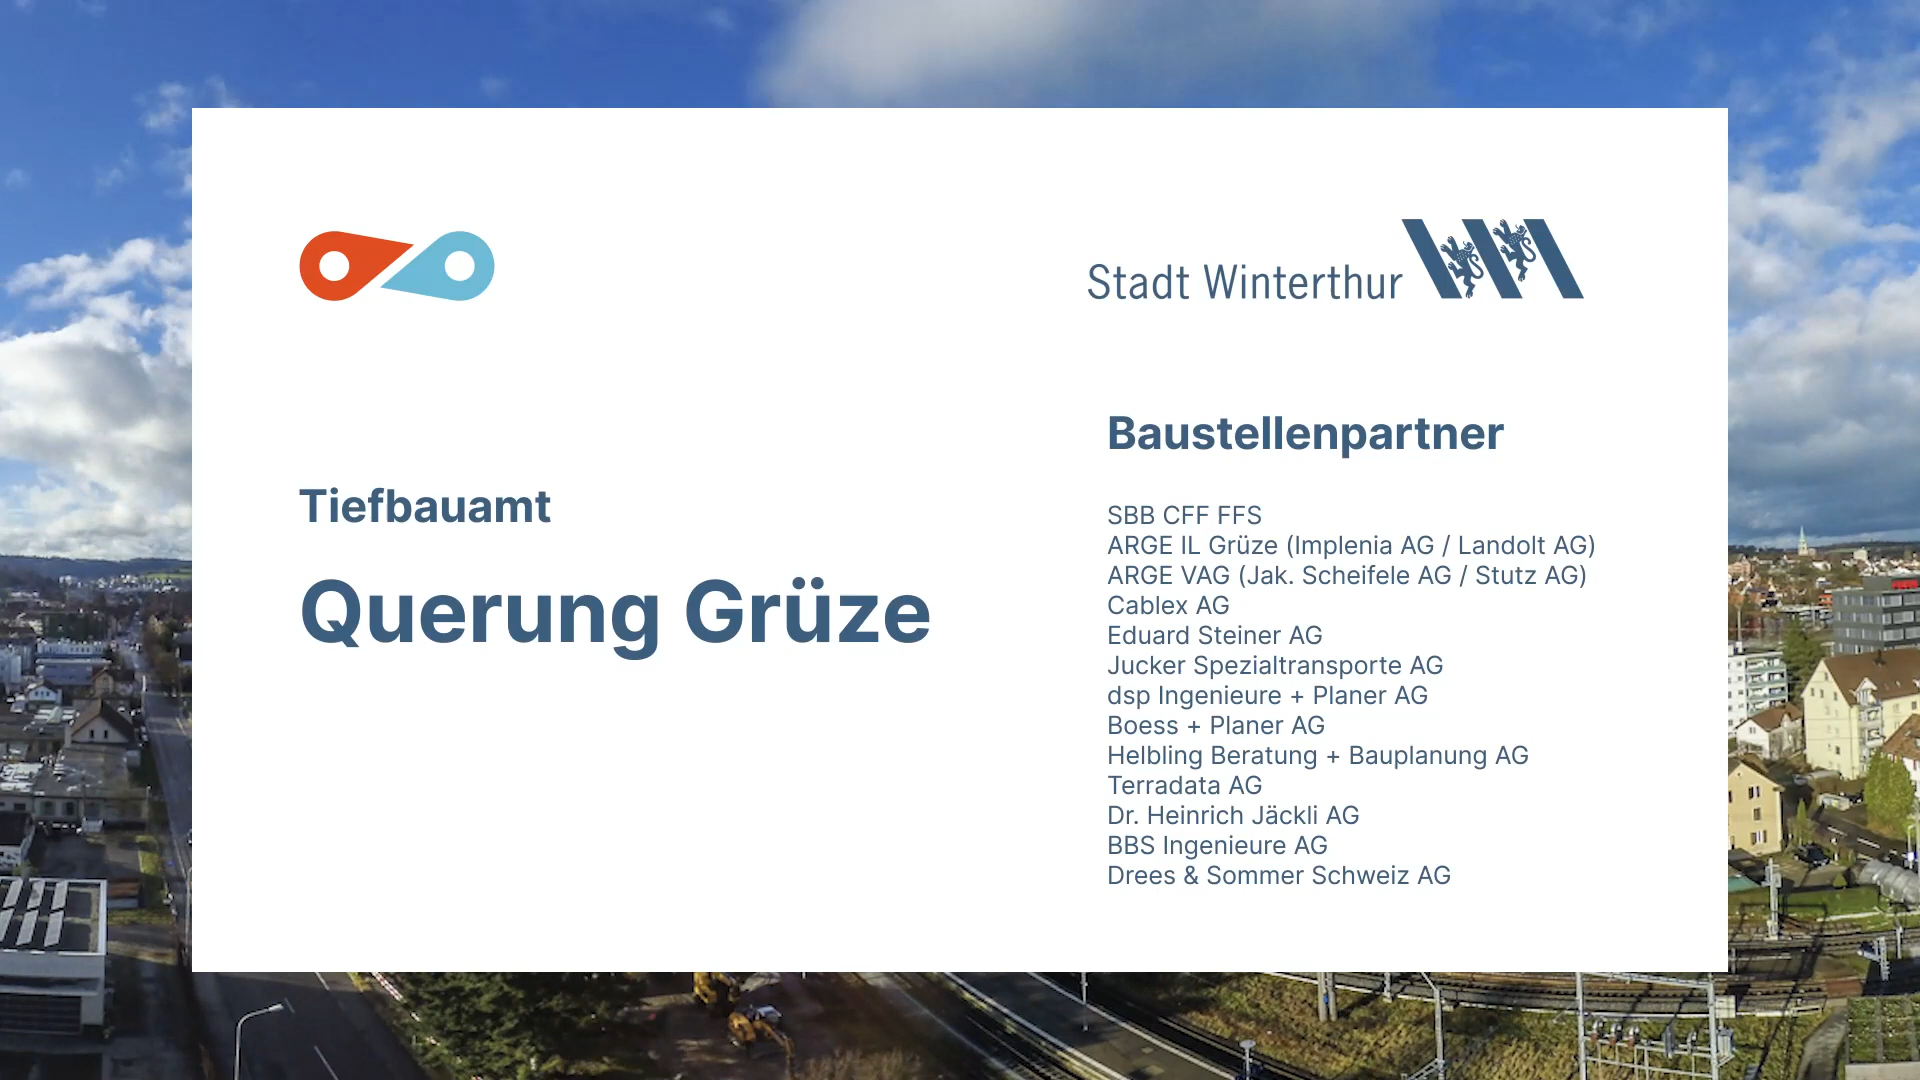 Stadt Winterthur
Tiefbauamt
Querung Grüze
Baustellenpartner
SBB CFF FFS
ARGE IL Grüze (Implenia AG / Landolt AG)
ARGE VAG (Jak. Scheifele AG / Stutz AG)
Cablex AG
Eduard Steiner AG
Jucker Spezialtransporte AG
dsp Ingenieure + Planer AG
Boess + Planer AG
Helbling Beratung + Bauplanung AG
Terradata AG
Dr. Heinrich Jäckli AG
BBS Ingenieure AG
Drees & Sommer Schweiz AG